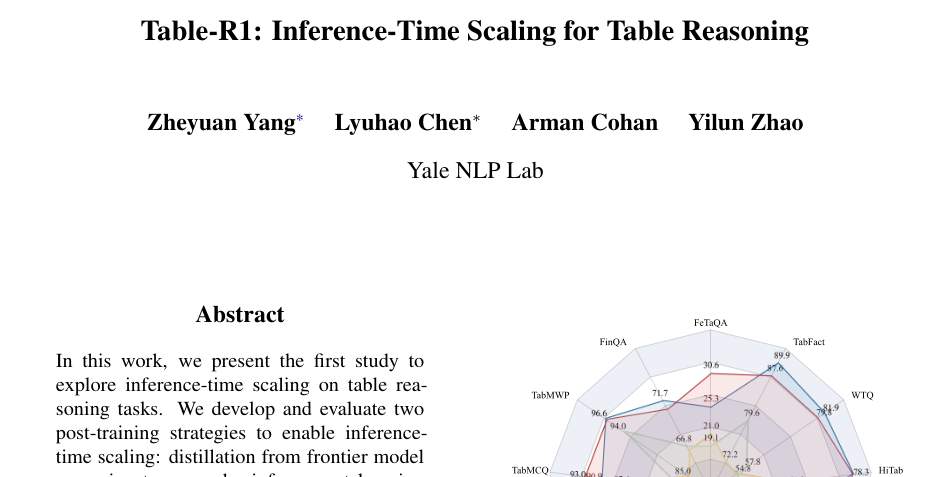 Table-R1: Inference-Time Scaling for Table Reasoning
Zheyuan Yang* Lyuhao Chen* Arman Cohan Yilun Zhao
Yale NLP Lab
Abstract
In this work, we present the first study to
explore inference-time scaling on table rea-
soning tasks. We develop and evaluate two
post-training strategies to enable inference-
time scaling: distillation from frontier model
FeTaQA
FinQA
TabFact
89.9
30.6
87.6
TabMWP
71.7
WTQ
96.6
25.3
79.6
81.9
94.0
21.0
66.8
19.1
72.2
57.8
TabMCQ
93.0
85.0
54.8
78.3
HiTab